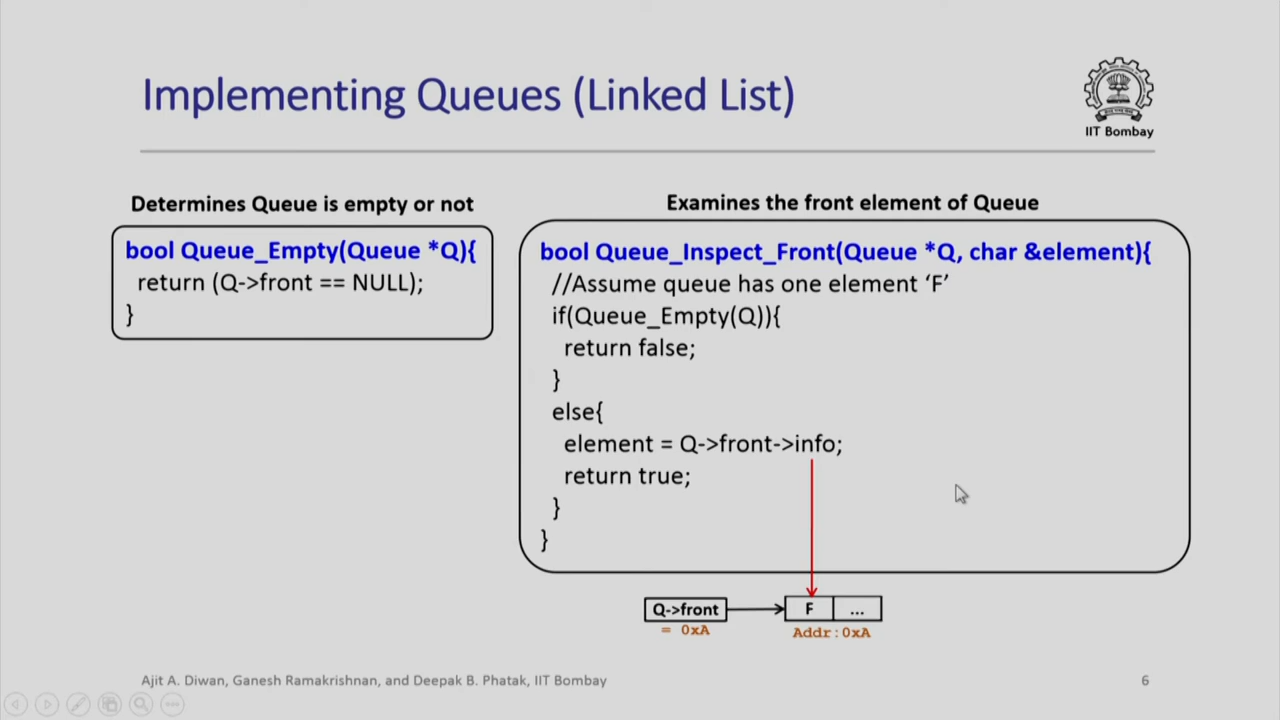 Implementing Queues (Linked List)
IIT Bombay
Determines Queue is empty or not
bool Queue_Empty(Queue *Q){
return (Q->front == NULL);
}
Examines the front element of Queue
bool Queue_Inspect_Front(Queue *Q, char &element){
//Assume queue has one element ‘F’
if(Queue_Empty(Q)){
return false;
}
else{
element = Q->front->info;
return true;
}
}
Q->front
= 0xA
F ...
Addr:0xA
Ajit A. Diwan, Ganesh Ramakrishnan, and Deepak B. Phatak, IIT Bombay
6